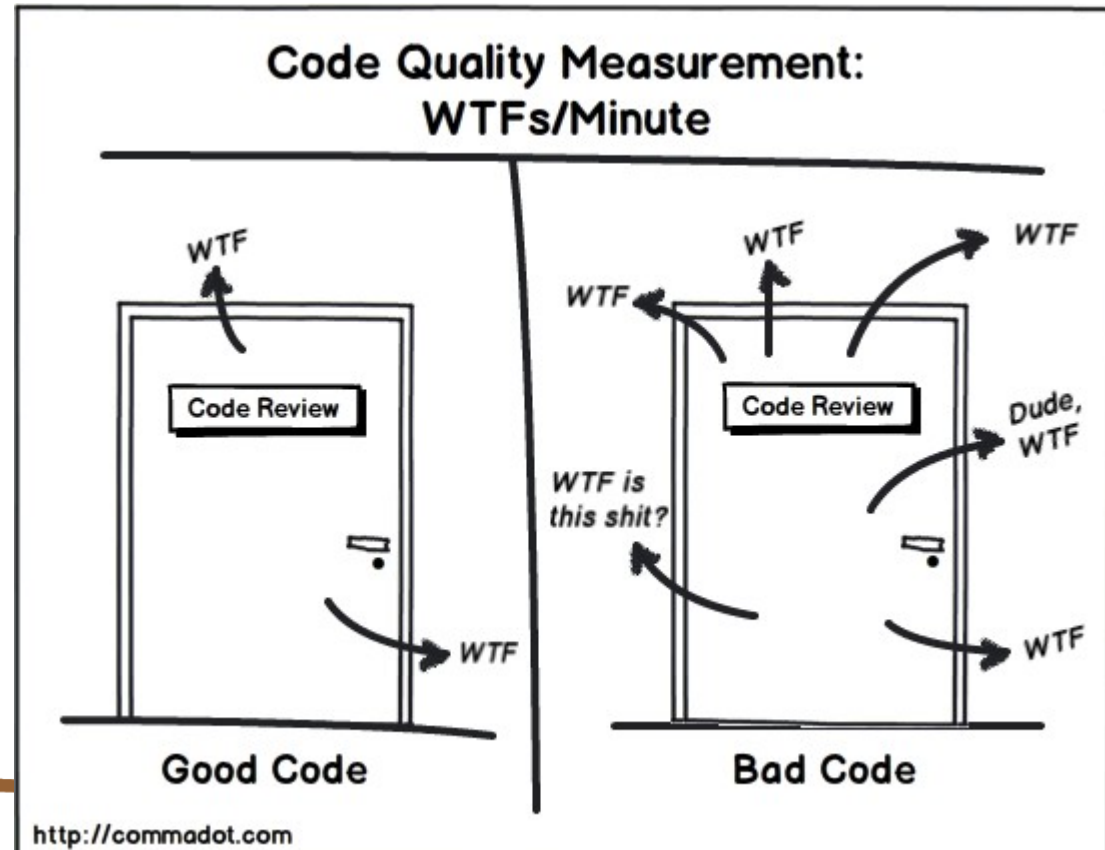 Code Quality Measurement:
WTFs/Minute
WTF
Code Review
WTF
Good Code
WTF
WTF
WTF
Code Review
Dude,
WTF
WTF is
this shit?
WTF
Bad Code
http://commadot.com